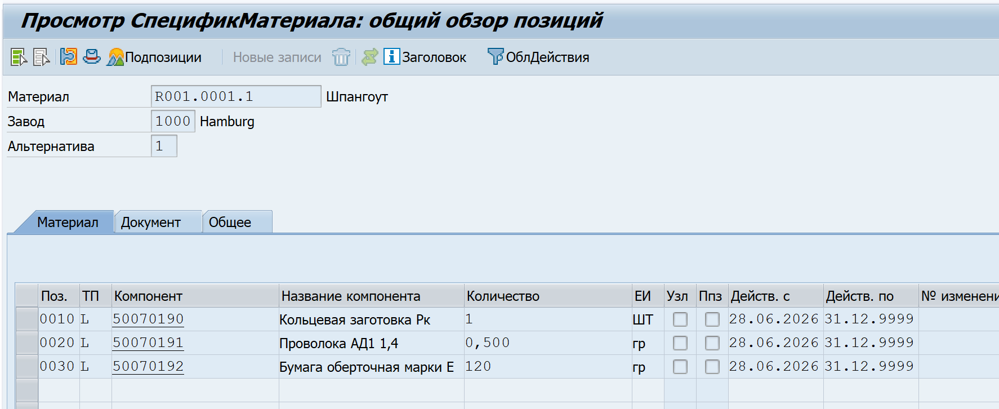 Просмотр СпецификМатериала: общий обзор позиций
Подпозиции Новые записи Заголовок ОблДействия
Материал R001.0001.1 Шпангоут
Завод 1000 Hamburg
Альтернатива 1
Материал Документ Общее
Поз. ТП Компонент Название компонента Количество ЕИ Узл Ппз Действ. с Действ. по № изменени
0010 L 50070190 Кольцевая заготовка Рк 1 ШТ 28.06.2026 31.12.9999
0020 L 50070191 Проволока АД1 1,4 0,500 гр 28.06.2026 31.12.9999
0030 L 50070192 Бумага оберточная марки Е 120 гр 28.06.2026 31.12.9999